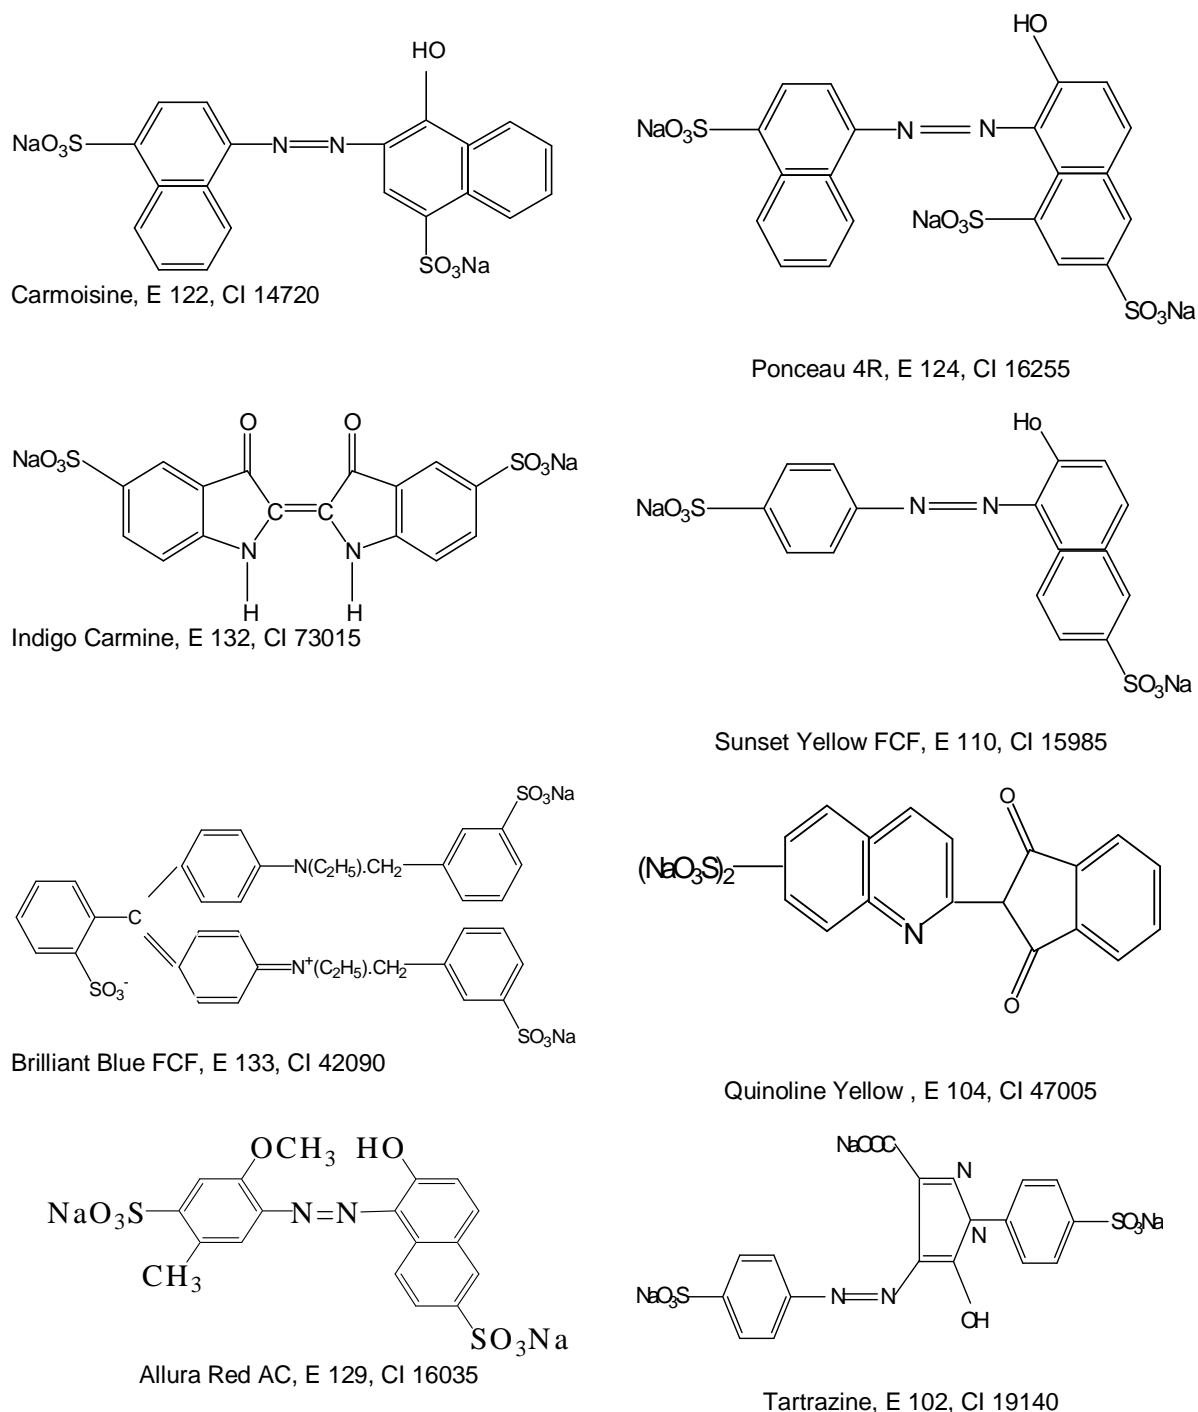 HO
NaO₃S
N
N
SO₃Na
Carmoisine, E 122, CI 14720
HO
NaO₃S
N
N
NaO₃S
SO₃Na
Ponceau 4R, E 124, CI 16255
O
O
NaO₃S
SO₃Na
C
C
N
N
H
H
Indigo Carmine, E 132, CI 73015
Ho
NaO₃S
N
N
SO₃Na
Sunset Yellow FCF, E 110, CI 15985
SO₃Na
N(C₂H₅).CH₂
C
N⁺(C₂H₅).CH₂
SO₃⁻
SO₃Na
Brilliant Blue FCF, E 133, CI 42090
O
(NaO₃S)₂
N
O
Quinoline Yellow , E 104, CI 47005
OCH₃ HO
NaO₃S
N=N
CH₃
SO₃Na
Allura Red AC, E 129, CI 16035
NaOOC
N
N
SO₃Na
NaO₃S
N
N
OH
Tartrazine, E 102, CI 19140